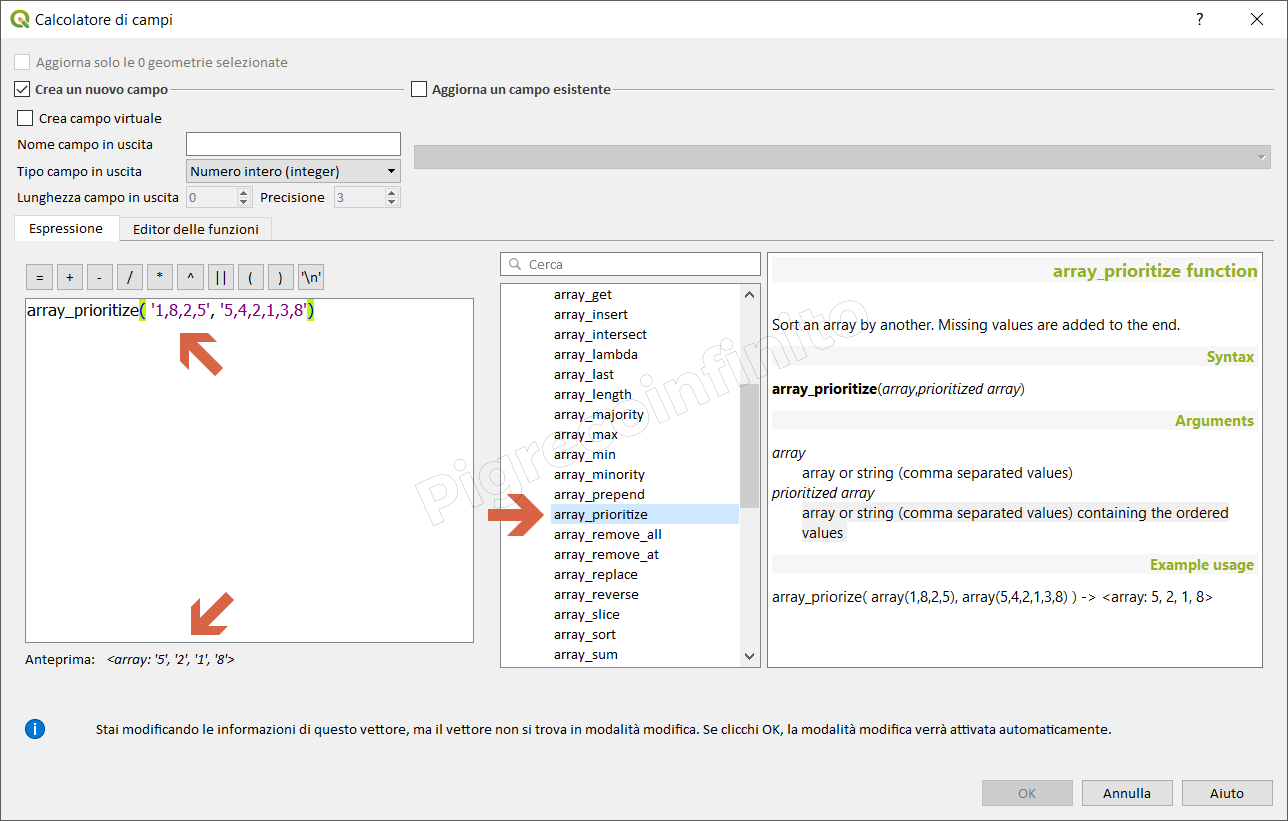 Calcolatore di campi
?
Aggiorna solo le 0 geometrie selezionate
Crea un nuovo campo
Aggiorna un campo esistente
Crea campo virtuale
Nome campo in uscita
Tipo campo in uscita
Numero intero (integer)
Lunghezza campo in uscita
0
Precisione
3
Espressione
Editor delle funzioni
= + - / * ^ || ( ) '\n'
array_prioritize( '1,8,2,5', '5,4,2,1,3,8')
Anteprima: <array: '5', '2', '1', '8'>
Cerca
array_get
array_insert
array_intersect
array_lambda
array_last
array_length
array_majority
array_max
array_min
array_minority
array_prepend
array_prioritize
array_remove_all
array_remove_at
array_replace
array_reverse
array_slice
array_sort
array_sum
array_prioritize function
Sort an array by another. Missing values are added to the end.
Syntax
array_prioritize(array,prioritized array)
Arguments
array
array or string (comma separated values)
prioritized array
array or string (comma separated values) containing the ordered
values
Example usage
array_priorize( array(1,8,2,5), array(5,4,2,1,3,8) ) -> <array: 5, 2, 1, 8>
Pigrecoinfinito
i
Stai modificando le informazioni di questo vettore, ma il vettore non si trova in modalità modifica. Se clicchi OK, la modalità modifica verrà attivata automaticamente.
OK
Annulla
Aiuto